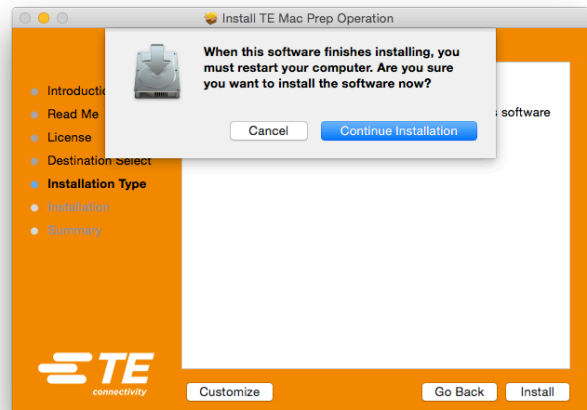 Install TE Mac Prep Operation
When this software finishes installing, you
must restart your computer. Are you sure
you want to install the software now?
Cancel
Continue Installation
Introductio
Read Me
License
Destination Select
Installation Type
Installation
Summary
software
TE
connectivity
Customize
Go Back
Install